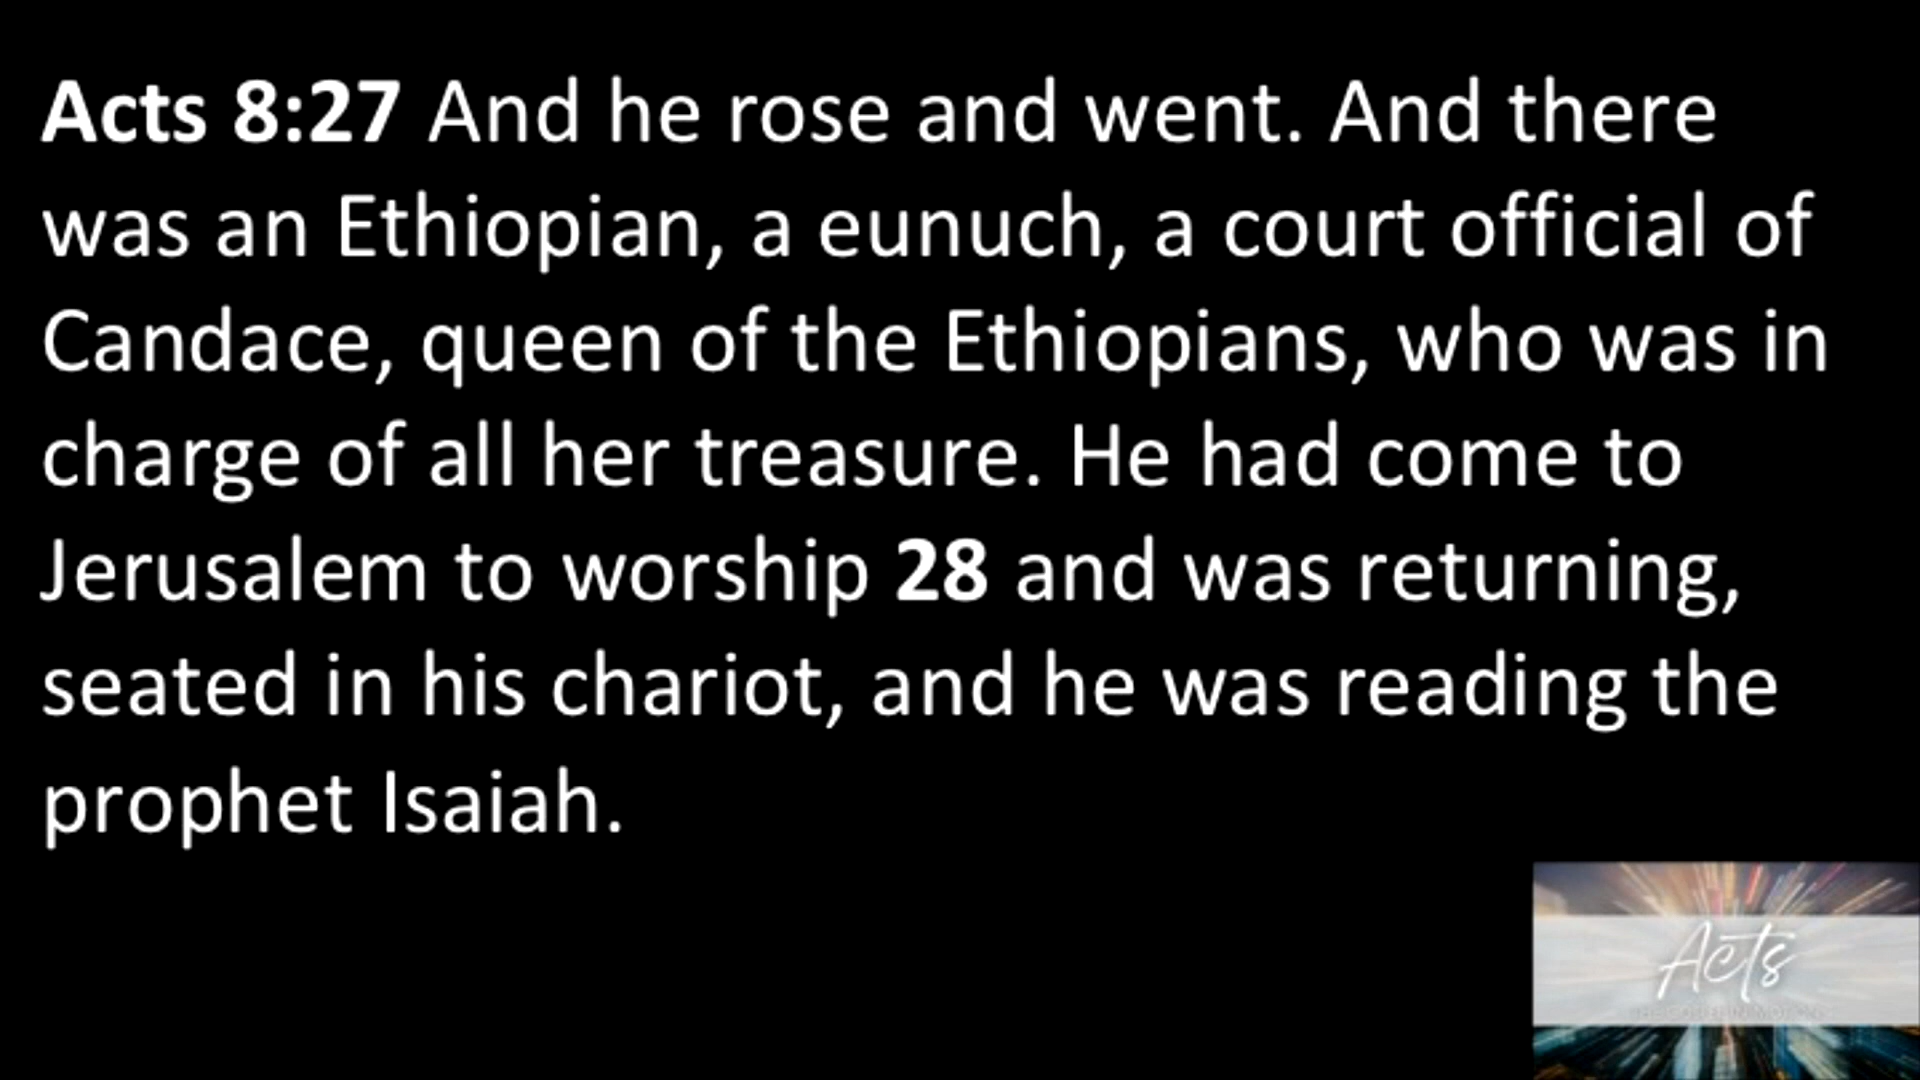 Acts 8:27 And he rose and went. And there
was an Ethiopian, a eunuch, a court official of
Candace, queen of the Ethiopians, who was in
charge of all her treasure. He had come to
Jerusalem to worship 28 and was returning,
seated in his chariot, and he was reading the
prophet Isaiah.
Acts